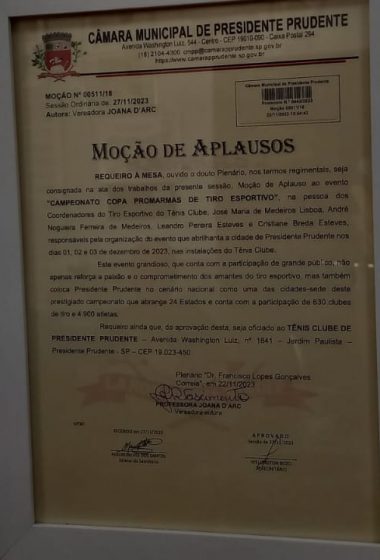 CÂMARA MUNICIPAL DE PRESIDENTE PRUDENTE
Avenida Washington Luiz, 544 - Centro - CEP 19010-090 - Caixa Postal 294
MOÇÃO Nº 00511/18
Sessão Ordinária de 27/11/2023
Autora: Vereadora JOANA D'ARC
Câmara Municipal de Presidente Prudente
MOÇÃO DE APLAUSOS
REQUEIRO À MESA, ouvido o douto Plenário, nos termos regimentais, seja
consignada na ata dos trabalhos da presente sessão, Moção de Aplauso ao evento
"CAMPEONATO COPA PROMARMAS DE TIRO ESPORTIVO", na pessoa dos
Coordenadores do Tiro Esportivo do Tênis Clube, José Maria de Medeiros Lisboa, André
Nogueira Ferreira de Medeiros, Leandro Pereira Esteves e Cristiane Breda Esteves,
responsáveis pela organização do evento que abrilhanta a cidade de Presidente Prudente nos
dias 01, 02 e 03 de dezembro de 2023, nas instalações do Tênis Clube.
Este evento grandioso, que conta com a participação de grande público, não
apenas reforça a paixão e o comprometimento dos amantes do tiro esportivo, mas também
coloca Presidente Prudente no cenário nacional como uma das cidades-sede deste
prestigiado campeonato que abrange 24 Estados e com a participação de 630 clubes
de tiro e 4.900 atletas.
Requeiro ainda que, da aprovação desta, seja oficiado ao TÊNIS CLUBE DE
PRESIDENTE PRUDENTE – Avenida Washington Luiz, nº 1641 – Jardim Paulista –
Presidente Prudente - SP – CEP 19.023-450
Plenário "Dr. Francisco Lopes Gonçalves
Correia", em 22/11/2023
PROFESSORA JOANA D'ARC
Vereadora autora
APROVADO